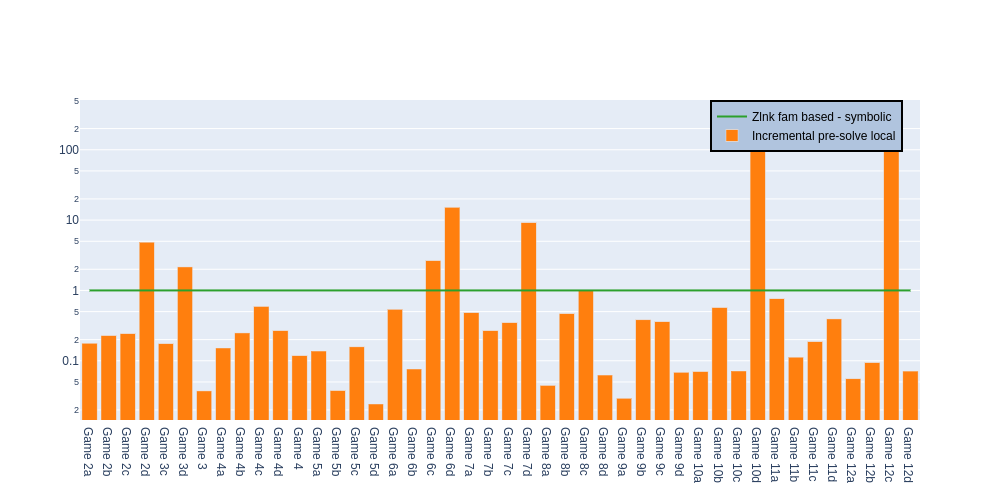 Zlnk fam based - symbolic
Incremental pre-solve local
5
2
100
5
2
10
5
2
1
5
2
0.1
5
2
Game 2a
Game 2b
Game 2c
Game 2d
Game 3c
Game 3d
Game 3
Game 4a
Game 4b
Game 4c
Game 4d
Game 4
Game 5a
Game 5b
Game 5c
Game 5d
Game 6a
Game 6b
Game 6c
Game 6d
Game 7a
Game 7b
Game 7c
Game 7d
Game 8a
Game 8b
Game 8c
Game 8d
Game 9a
Game 9b
Game 9c
Game 9d
Game 10a
Game 10b
Game 10c
Game 10d
Game 11a
Game 11b
Game 11c
Game 11d
Game 12a
Game 12b
Game 12c
Game 12d